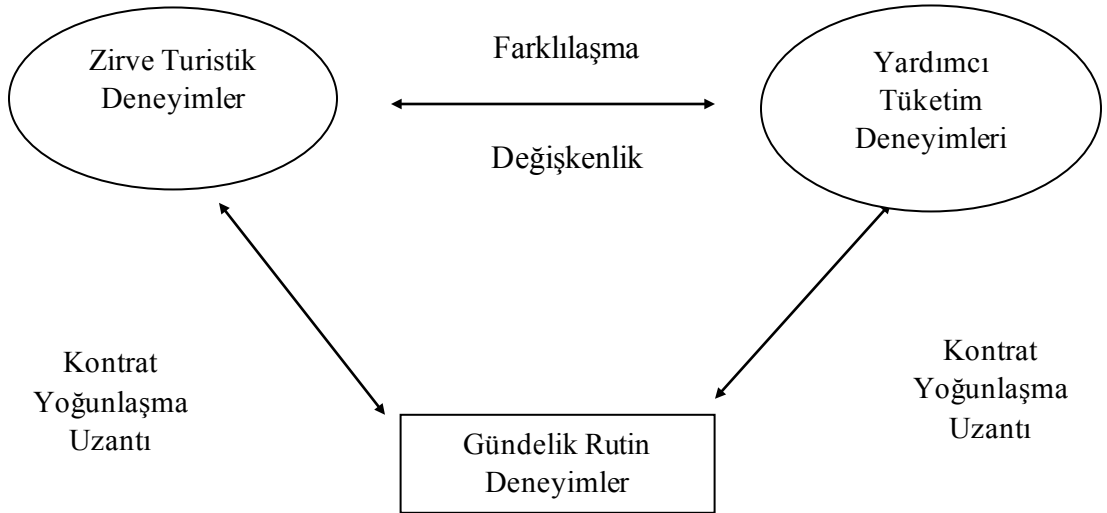 Zirve Turistik
Deneyimler
Farklılaşma
Değişkenlik
Yardımcı
Tüketim
Deneyimleri
Kontrat
Yoğunlaşma
Uzantı
Gündelik Rutin
Deneyimler
Kontrat
Yoğunlaşma
Uzantı